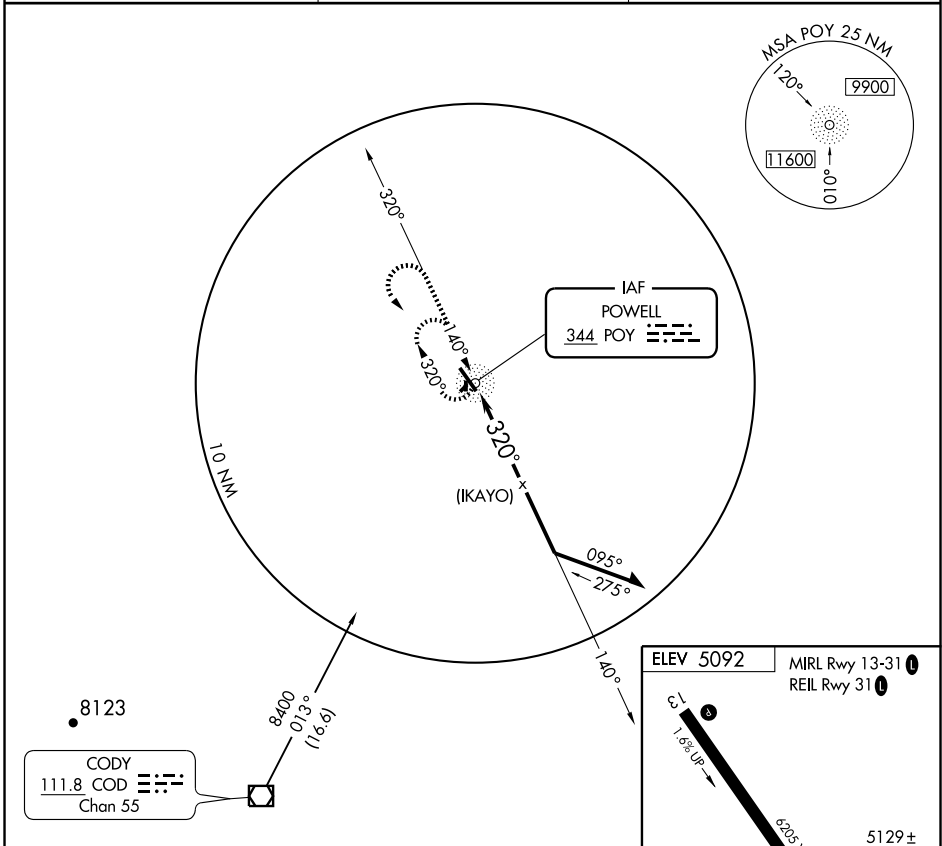 MSA POY 25 NM
120°
9900
11600
010°
320°
IAF
POWELL
344 POY
140°
320°
320°
(IKAYO)
10 NM
095°
275°
140°
8123
8400
013°
(16.6)
CODY
111.8 COD
Chan 55
ELEV 5092
MIRL Rwy 13-31 L
REIL Rwy 31 L
13
P
1.6% UP
5129±